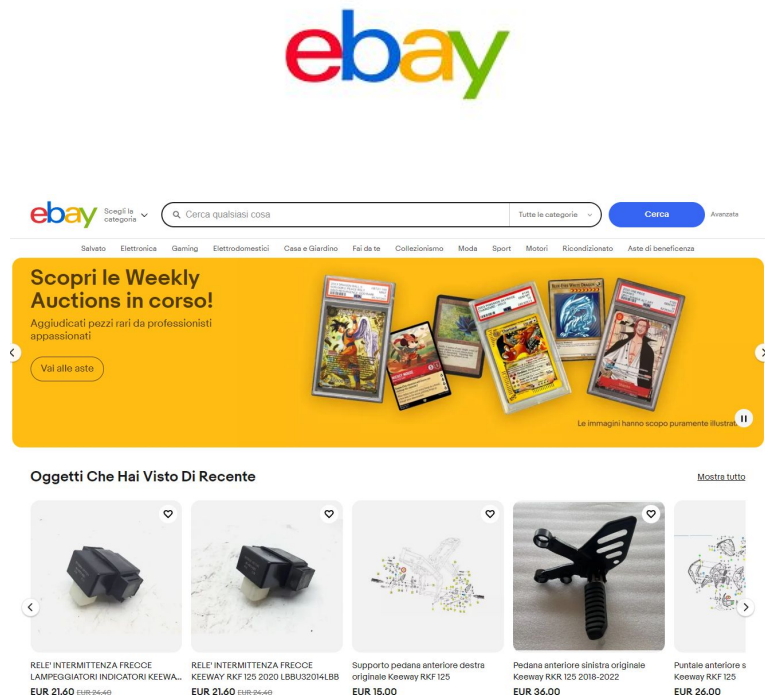 ebay
ebay
Scegli la
categoria
Cerca qualsiasi cosa
Tutte le categorie
Cerca
Avanzata
Salvato Elettronica Gaming Elettrodomestici Casa e Giardino Fai da te Collezionismo Moda Sport Motori Ricondizionato Aste di beneficenza
Scopri le Weekly
Auctions in corso!
Aggiudicati pezzi rari da professionisti
appassionati
Vai alle aste
Le immagini hanno scopo puramente illustrat
Oggetti Che Hai Visto Di Recente
Mostra tutto
RELE' INTERMITTENZA FRECCE
LAMPEGGIATORI INDICATORI KEEWA...
EUR 21,60 EUR 24,40
RELE' INTERMITTENZA FRECCE
KEEWAY RKF 125 2020 LBBU32014LBB
EUR 21,60 EUR 24,40
Supporto pedana anteriore destra
originale Keeway RKF 125
EUR 15,00
Pedana anteriore sinistra originale
Keeway RKR 125 2018-2022
EUR 36,00
Puntale anteriore s
Keeway RKF 125
EUR 26,00